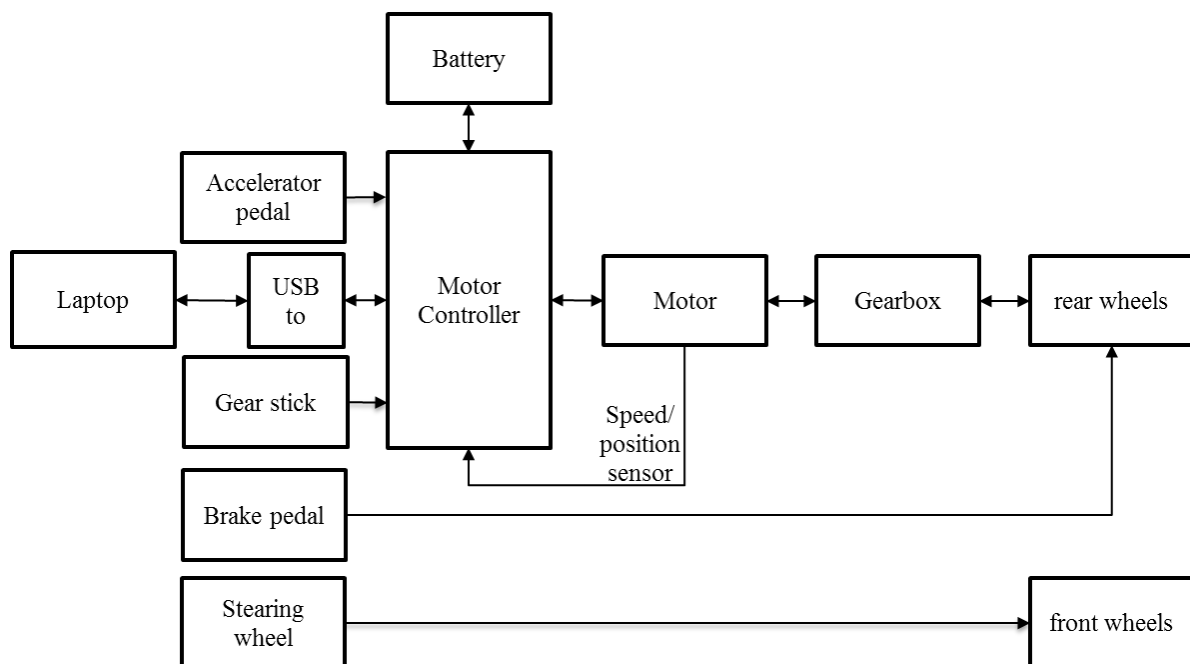 Battery
Accelerator
pedal
Laptop
USB
to
Motor
Controller
Motor
Gearbox
rear wheels
Gear stick
Speed/
position
sensor
Brake pedal
Stearing
wheel
front wheels